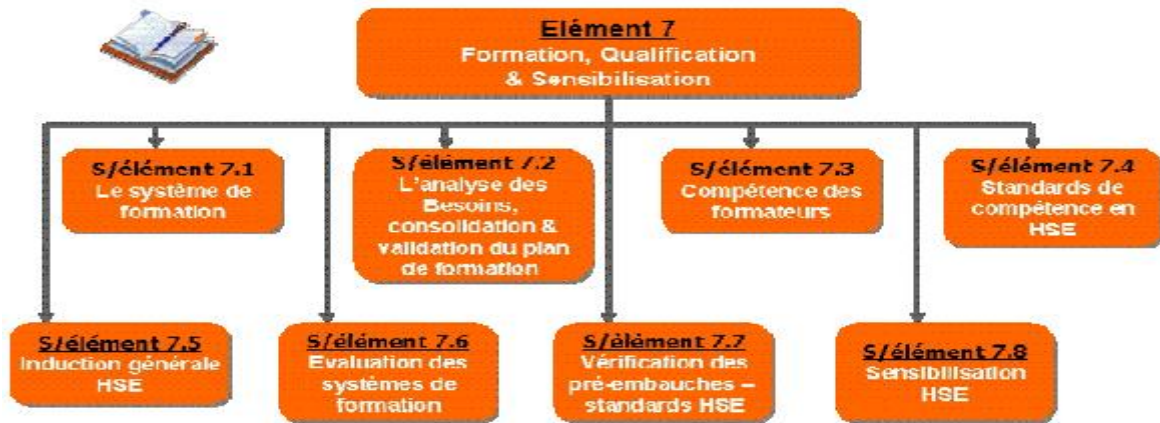 Elément 7
Formation, Qualification
& Sensibilisation
S/élément 7.1
Le système de
formation
S/élément 7.2
L'analyse des
Besoins,
consolidation &
validation du plan
de formation
S/élément 7.3
Compétence des
formateurs
S/élément 7.4
Standards de
compétence en
HSE
S/élément 7.5
Induction générale
HSE
S/élément 7.6
Evaluation des
systèmes de
formation
S/élément 7.7
Vérification des
pré-embauches –
standards HSE
S/élément 7.8
Sensibilisation
HSE